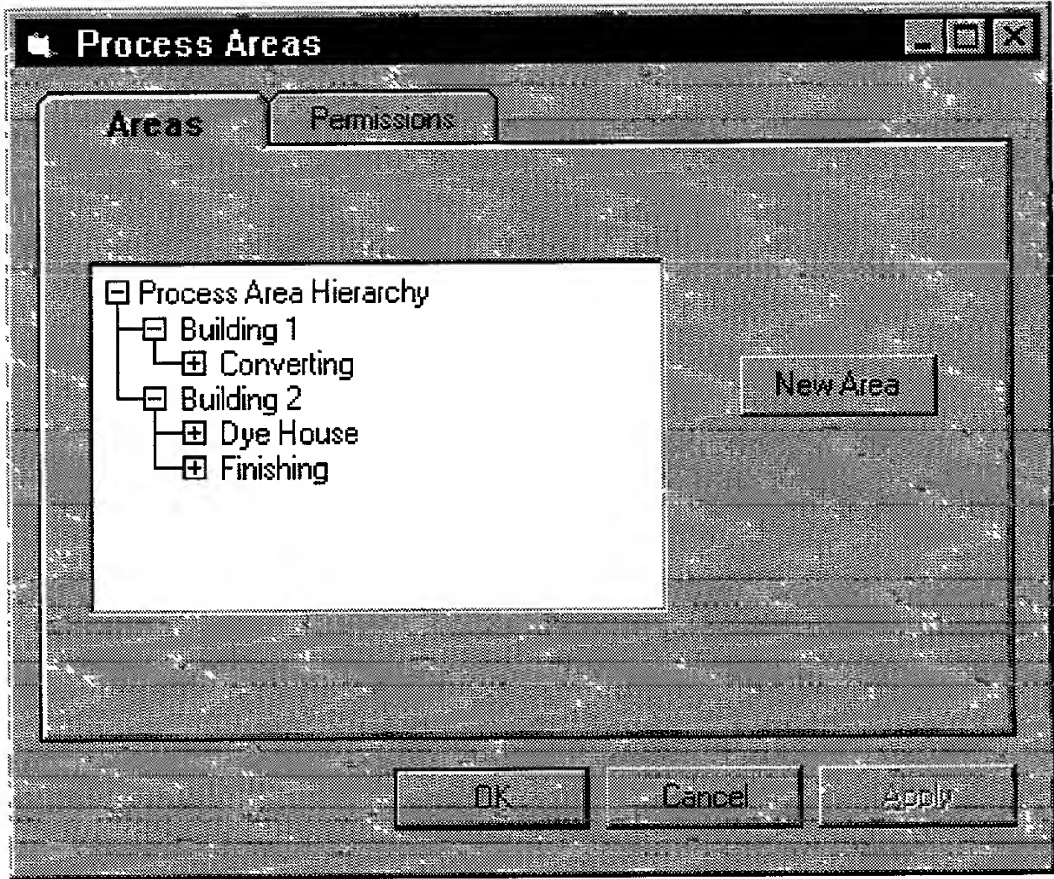 Process Areas
Areas
Permissions
Process Area Hierarchy
Building 1
Converting
Building 2
Dye House
Finishing
New Area
OK
Cancel
Apply